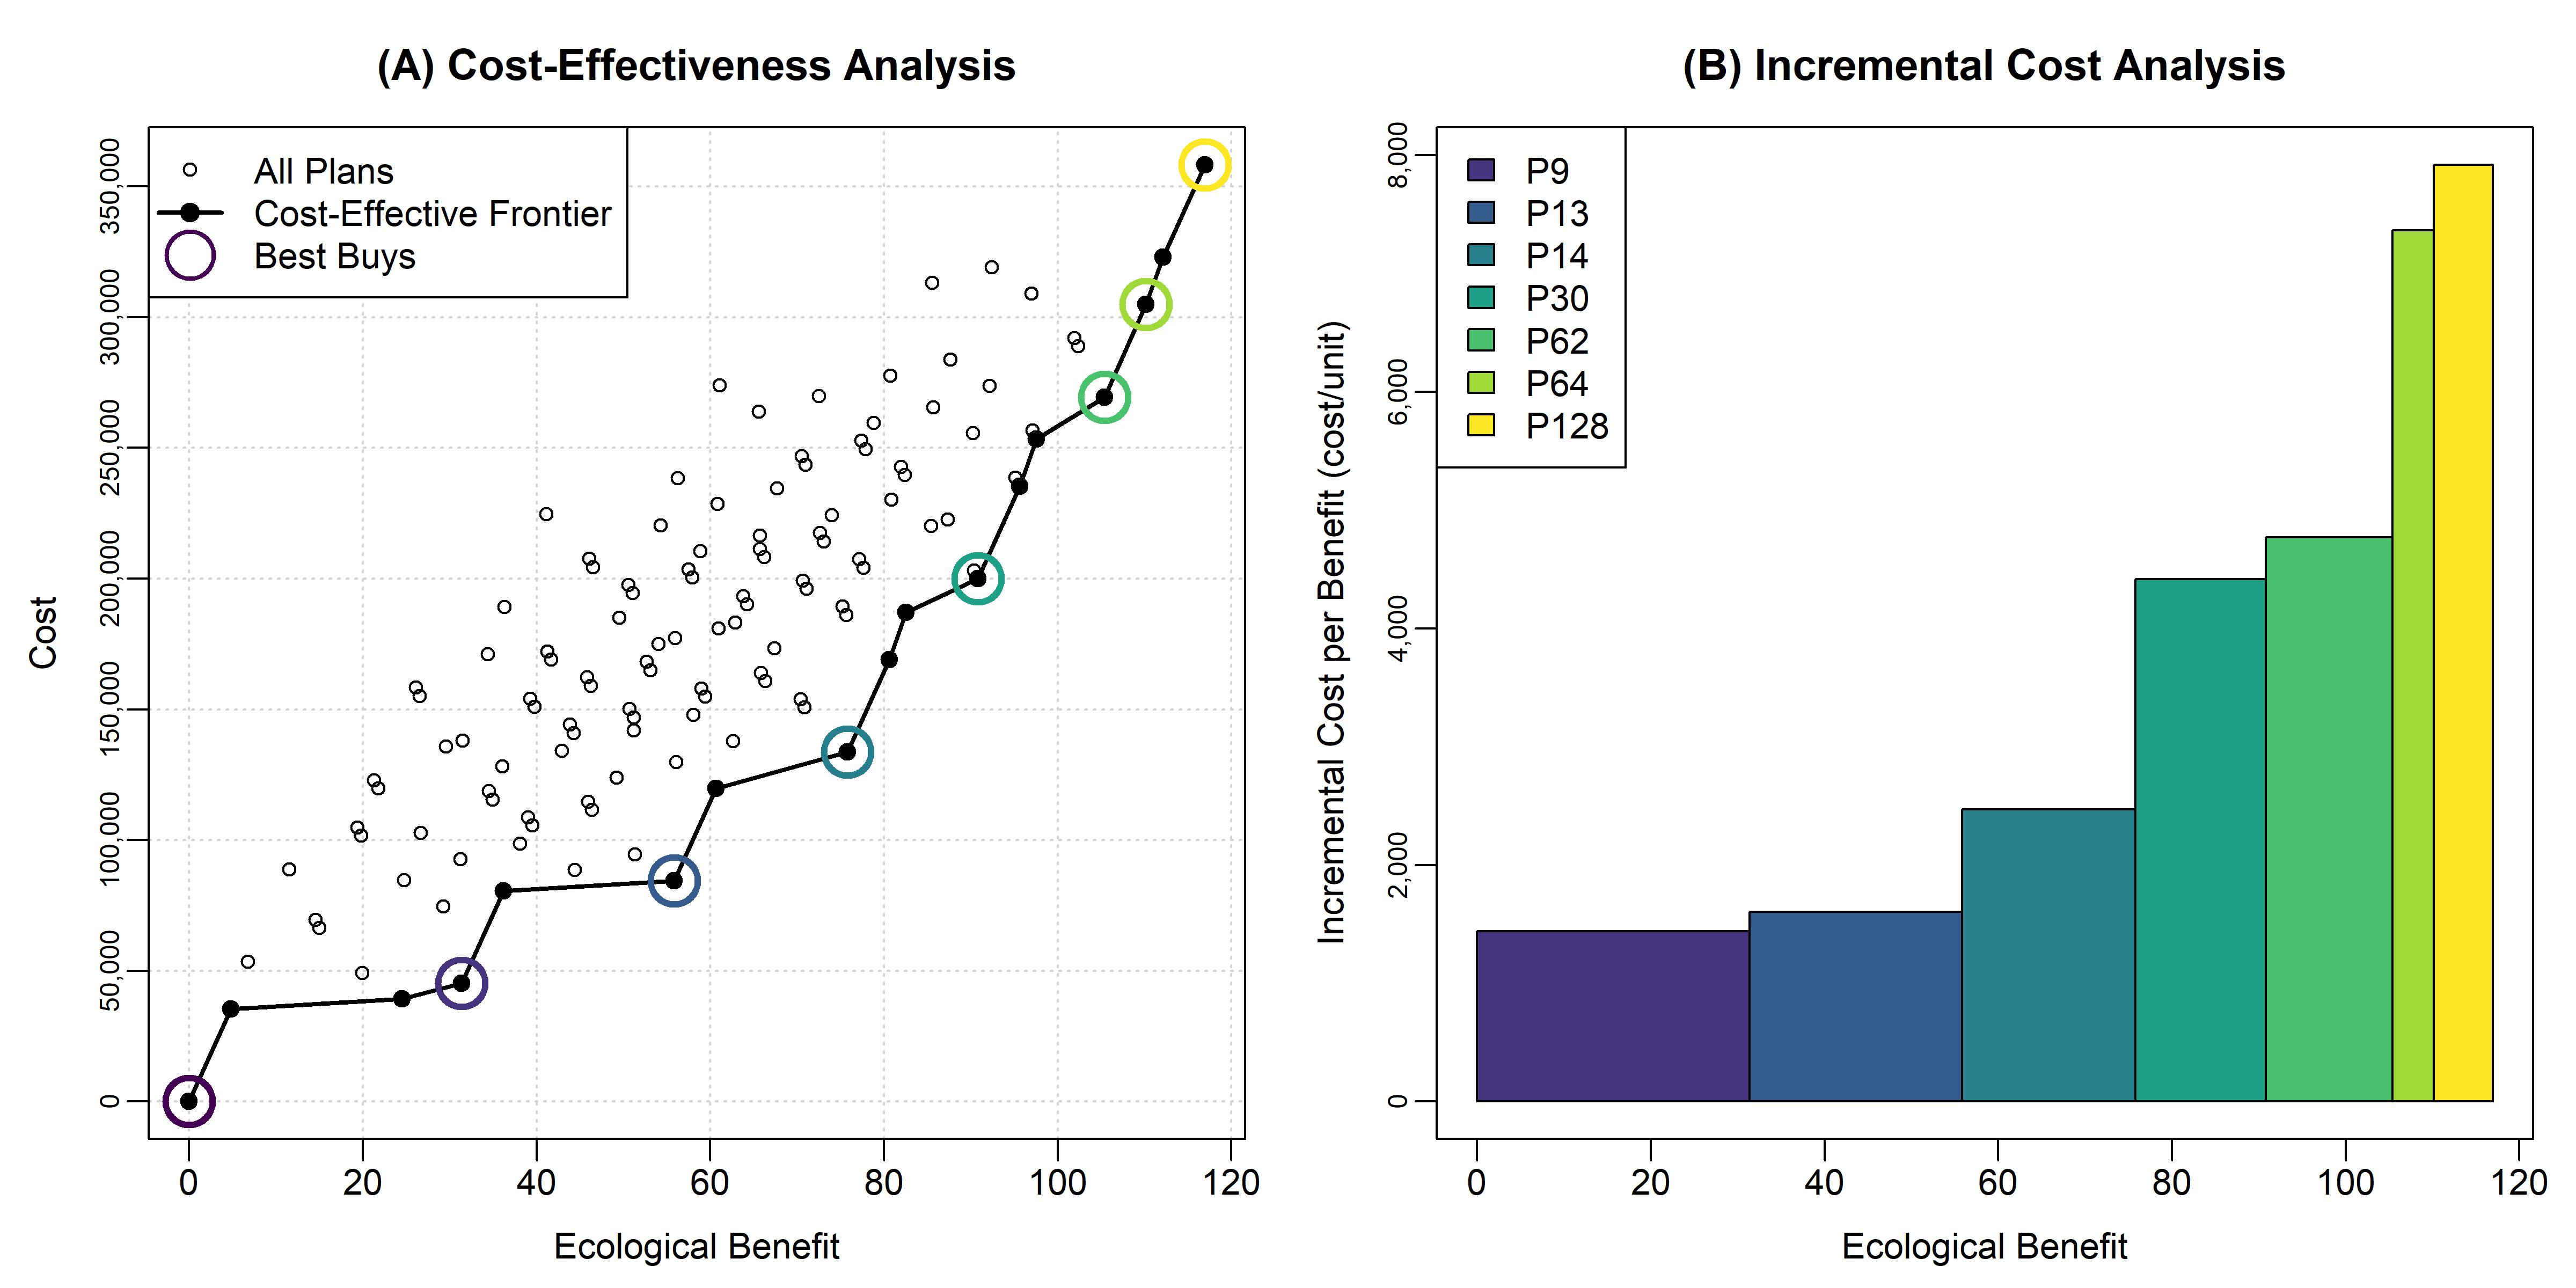 (A) Cost-Effectiveness Analysis
All Plans
Cost-Effective Frontier
Best Buys
Cost
350,000
300,000
250,000
200,000
150,000
100,000
50,000
0
0 20 40 60 80 100 120
Ecological Benefit
(B) Incremental Cost Analysis
P9
P13
P14
P30
P62
P64
P128
Incremental Cost per Benefit (cost/unit)
8,000
6,000
4,000
2,000
0
0 20 40 60 80 100 120
Ecological Benefit